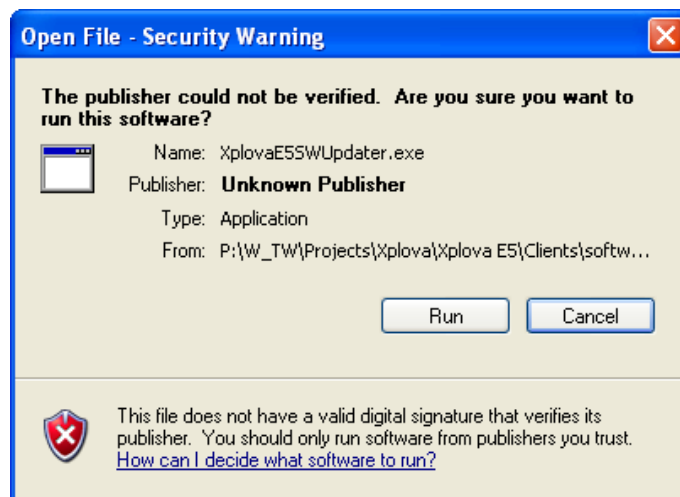 Open File - Security Warning
The publisher could not be verified. Are you sure you want to
run this software?
Name: XplovaE5SWUpdater.exe
Publisher: Unknown Publisher
Type: Application
From: P:\W_TW\Projects\Xplova\Xplova E5\Clients\softw...
Run Cancel
This file does not have a valid digital signature that verifies its
publisher. You should only run software from publishers you trust.
How can I decide what software to run?